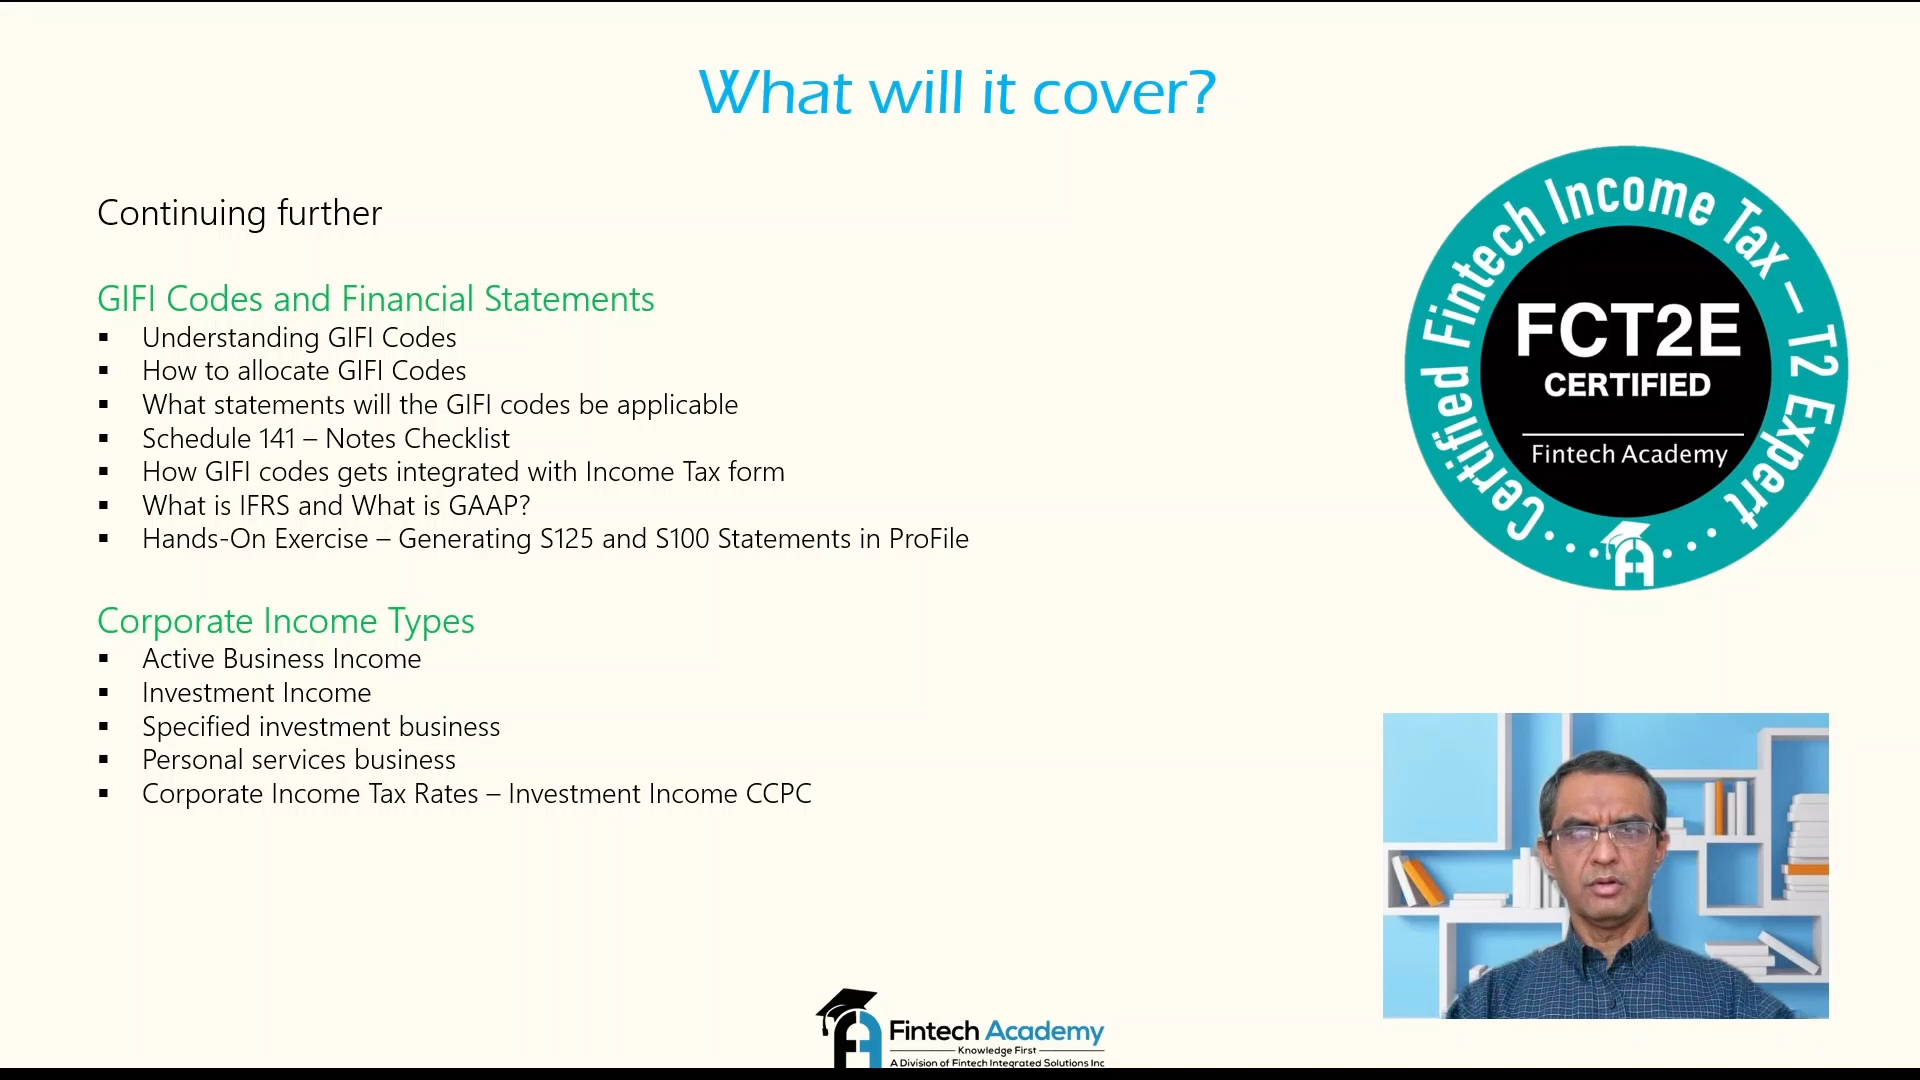 What will it cover?
Continuing further
GIFI Codes and Financial Statements
▪ Understanding GIFI Codes
▪ How to allocate GIFI Codes
▪ What statements will the GIFI codes be applicable
▪ Schedule 141 – Notes Checklist
▪ How GIFI codes gets integrated with Income Tax form
▪ What is IFRS and What is GAAP?
▪ Hands-On Exercise – Generating S125 and S100 Statements in ProFile
Corporate Income Types
▪ Active Business Income
▪ Investment Income
▪ Specified investment business
▪ Personal services business
▪ Corporate Income Tax Rates – Investment Income CCPC
Certified Fintech Income Tax – T2 Expert
FCT2E
CERTIFIED
Fintech Academy
Fintech Academy
Knowledge First
A Division of Fintech Integrated Solutions Inc